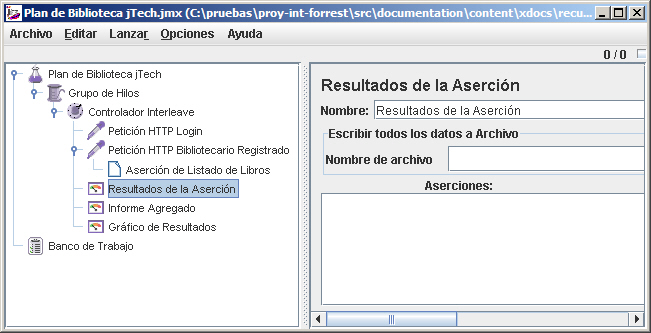 Plan de Biblioteca jTech.jmx (C:\pruebas\proy-int-forrest\src\documentation\content\xdocs\recu...
Archivo Editar Lanzar Opciones Ayuda
0 / 0
Plan de Biblioteca jTech
Grupo de Hilos
Controlador Interleave
Petición HTTP Login
Petición HTTP Bibliotecario Registrado
Aserción de Listado de Libros
Resultados de la Aserción
Informe Agregado
Gráfico de Resultados
Banco de Trabajo
Resultados de la Aserción
Nombre: Resultados de la Aserción
Escribir todos los datos a Archivo
Nombre de archivo
Aserciones: